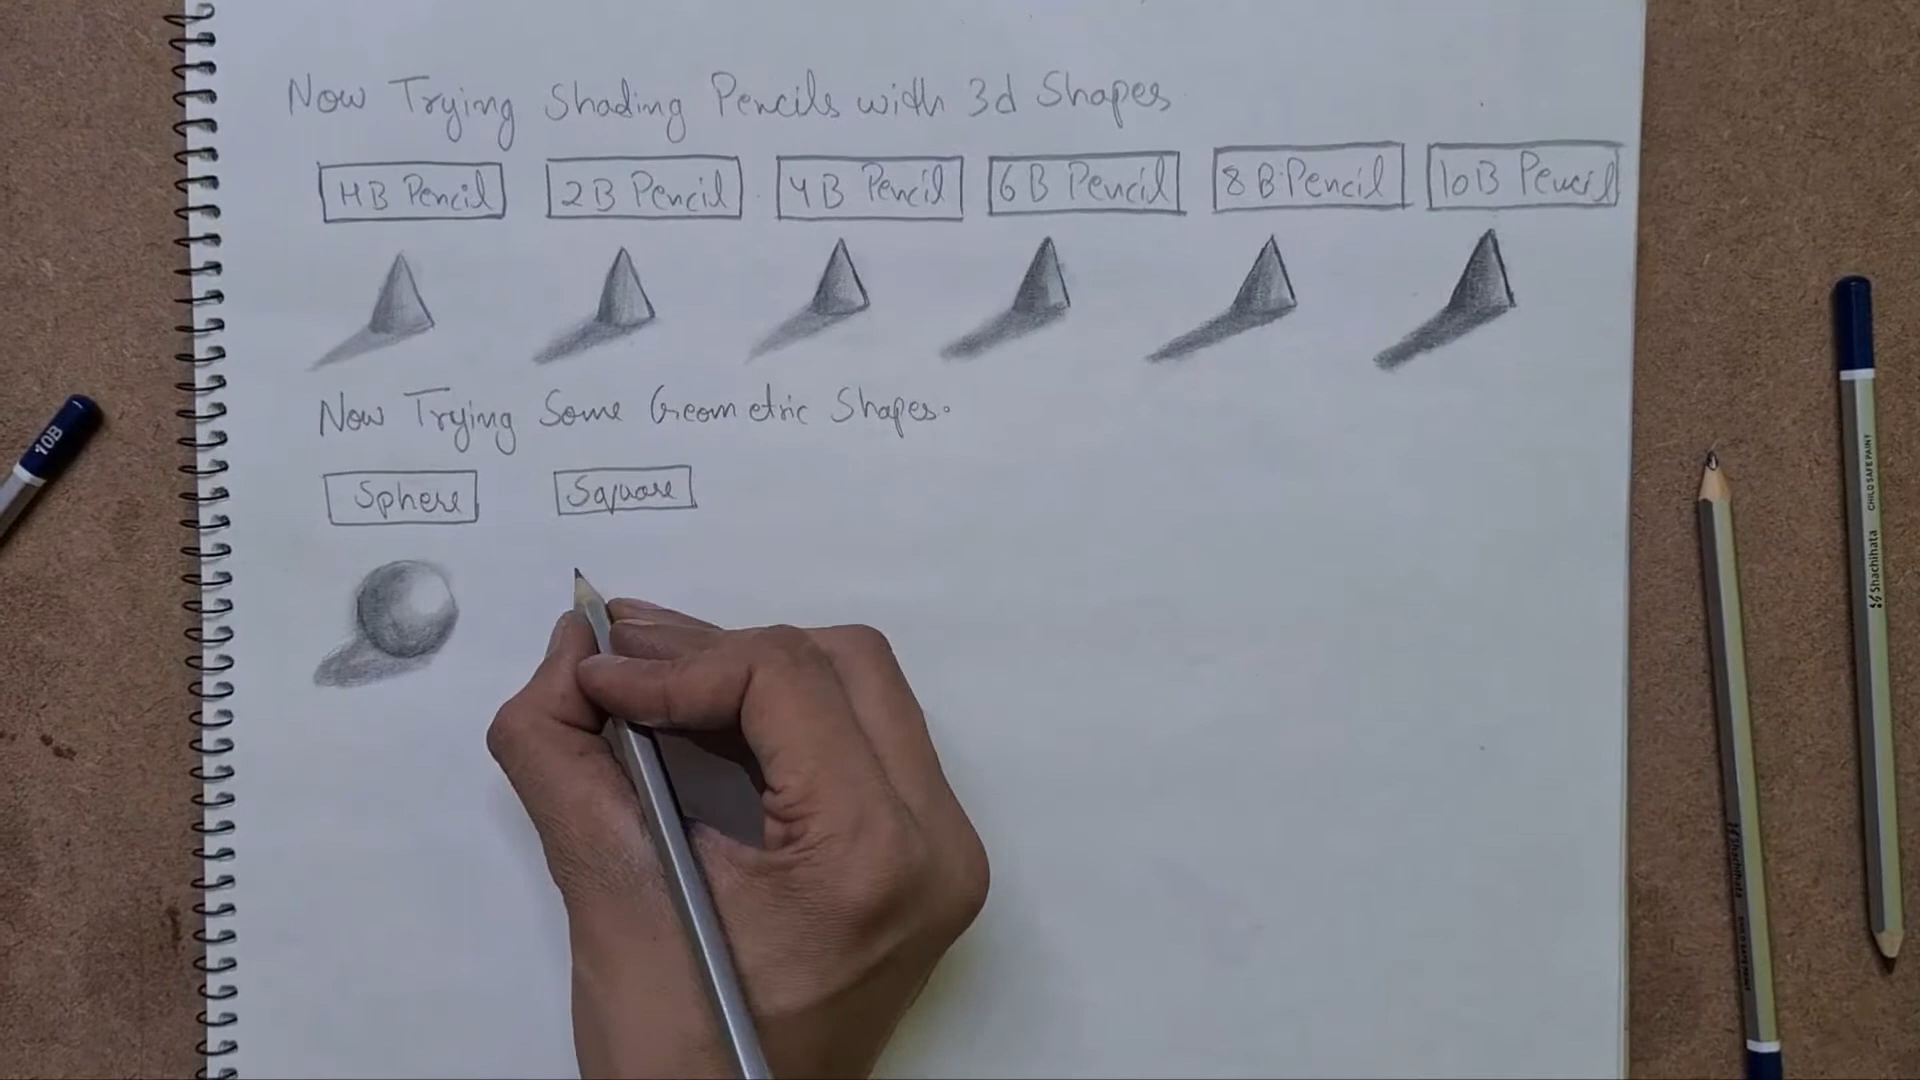 Now Trying Shading Pencils with 3d Shapes
HB Pencil 2B Pencil 4B Pencil 6B Pencil 8B Pencil 10B Pencil
Now Trying Some Geometric Shapes.
Sphere Square
10B
Shachihata CHILD SAFE PAINT
Shachihata